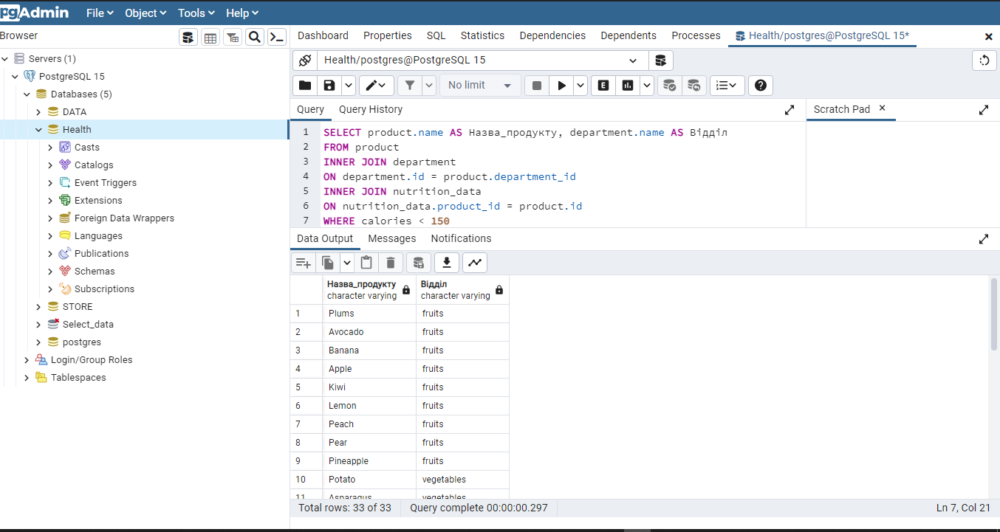 pgAdmin File Object Tools Help
Browser
Dashboard Properties SQL Statistics Dependencies Dependents Processes Health/postgres@PostgreSQL 15*
Servers (1)
PostgreSQL 15
Databases (5)
DATA
Health
Casts
Catalogs
Event Triggers
Extensions
Foreign Data Wrappers
Languages
Publications
Schemas
Subscriptions
STORE
Select_data
postgres
Login/Group Roles
Tablespaces
Health/postgres@PostgreSQL 15
No limit
E
Query Query History
Scratch Pad
1 SELECT product.name AS Назва_продукту, department.name AS Відділ
2 FROM product
3 INNER JOIN department
4 ON department.id = product.department_id
5 INNER JOIN nutrition_data
6 ON nutrition_data.product_id = product.id
7 WHERE calories < 150
Data Output Messages Notifications
Назва_продукту Відділ
character varying character varying
1 Plums fruits
2 Avocado fruits
3 Banana fruits
4 Apple fruits
5 Kiwi fruits
6 Lemon fruits
7 Peach fruits
8 Pear fruits
9 Pineapple fruits
10 Potato vegetables
11 Asparagus vegetables
Total rows: 33 of 33 Query complete 00:00:00.297 Ln 7, Col 21